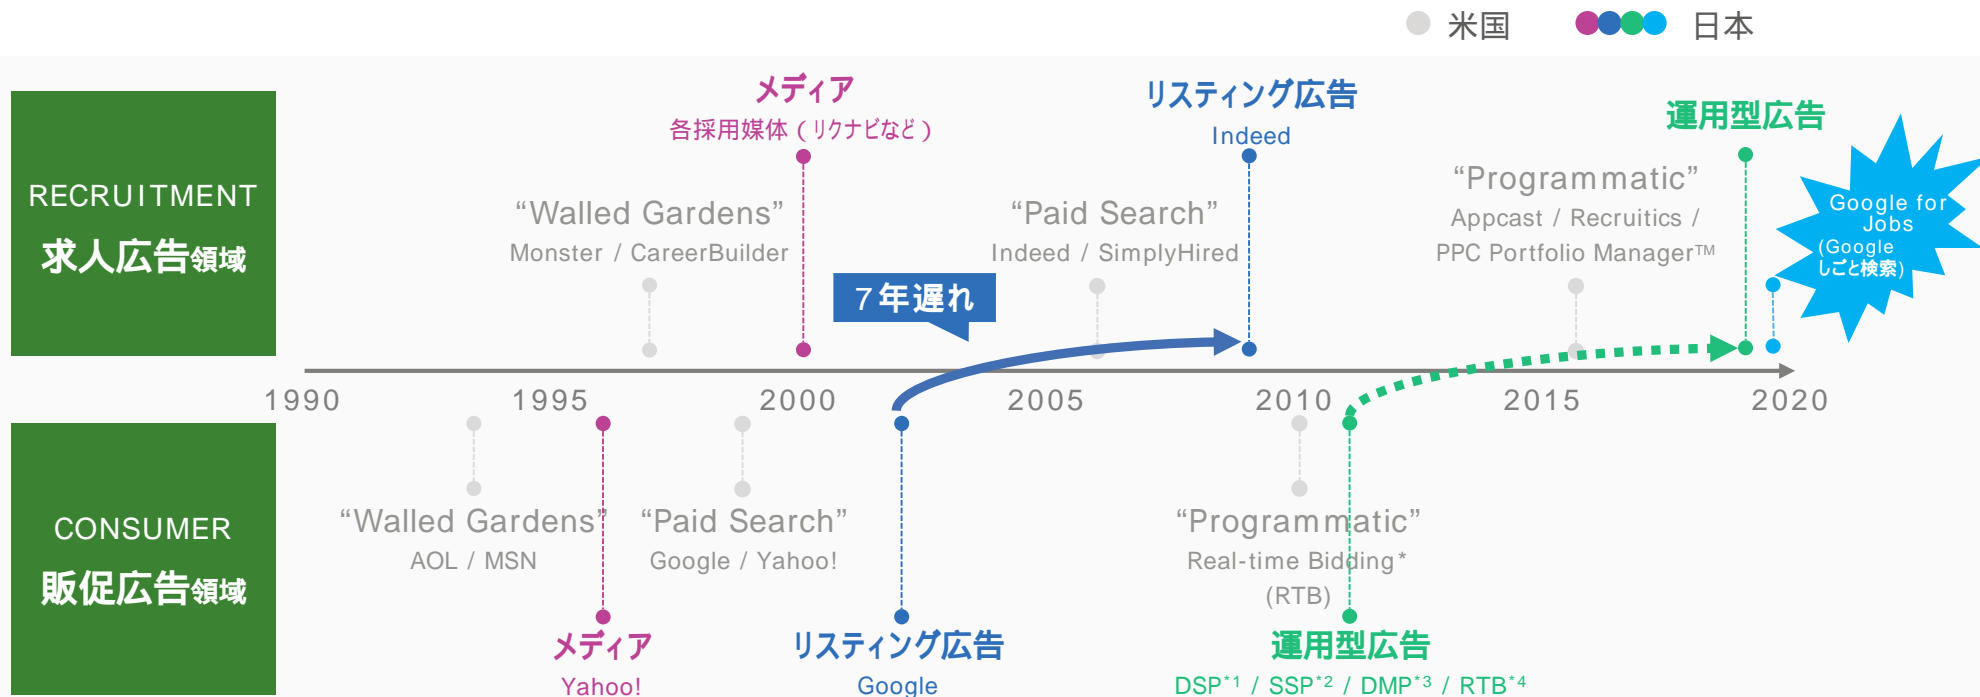 米国
日本
RECRUITMENT
求人広告領域
メディア
各採用媒体（リクナビなど）
リスティング広告
Indeed
運用型広告
“Walled Gardens”
Monster / CareerBuilder
“Paid Search”
Indeed / SimplyHired
“Programmatic”
Appcast / Recruitics /
PPC Portfolio Manager™
Google for
Jobs
(Google
しごと検索)
7年遅れ
1990
1995
2000
2005
2010
2015
2020
CONSUMER
販促広告領域
“Walled Gardens”
AOL / MSN
“Paid Search”
Google / Yahoo!
“Programmatic”
Real-time Bidding*
(RTB)
メディア
Yahoo!
リスティング広告
Google
運用型広告
DSP*1 / SSP*2 / DMP*3 / RTB*4